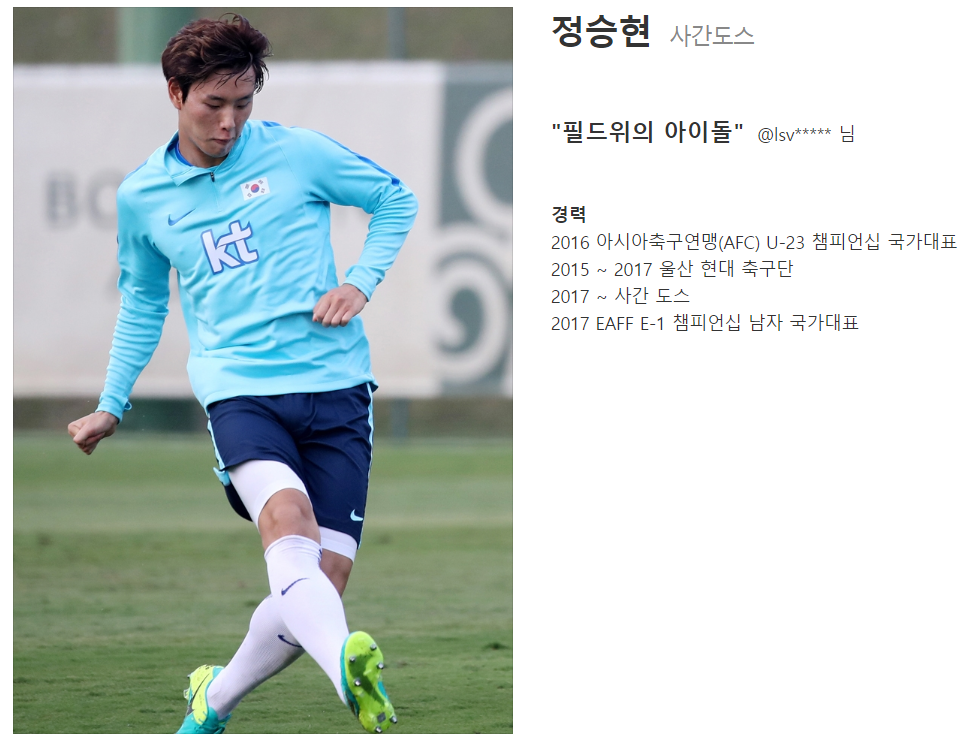 정승현 사간도스
"필드위의 아이돌" @lsv***** 님
경력
2016 아시아축구연맹(AFC) U-23 챔피언십 국가대표
2015 ~ 2017 울산 현대 축구단
2017 ~ 사간 도스
2017 EAFF E-1 챔피언십 남자 국가대표
BO
kt